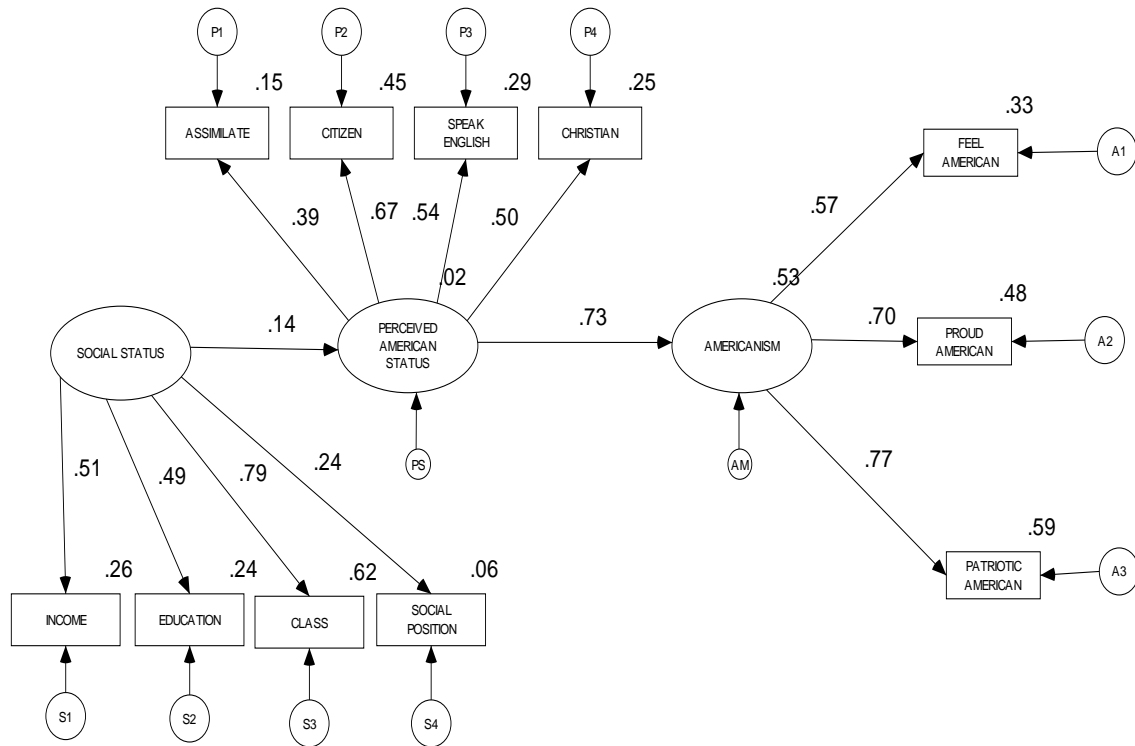 P1
P2
P3
P4
.15
.45
.29
.25
ASSIMILATE
CITIZEN
SPEAK
ENGLISH
CHRISTIAN
.33
FEEL
AMERICAN
A1
.39
.67
.54
.50
.57
.02
.53
.48
SOCIAL STATUS
.14
PERCEIVED
AMERICAN
STATUS
.73
AMERICANISM
.70
PROUD
AMERICAN
A2
PS
AM
.51
.49
.79
.24
.77
.26
.24
.62
.06
.59
INCOME
EDUCATION
CLASS
SOCIAL
POSITION
PATRIOTIC
AMERICAN
A3
S1
S2
S3
S4